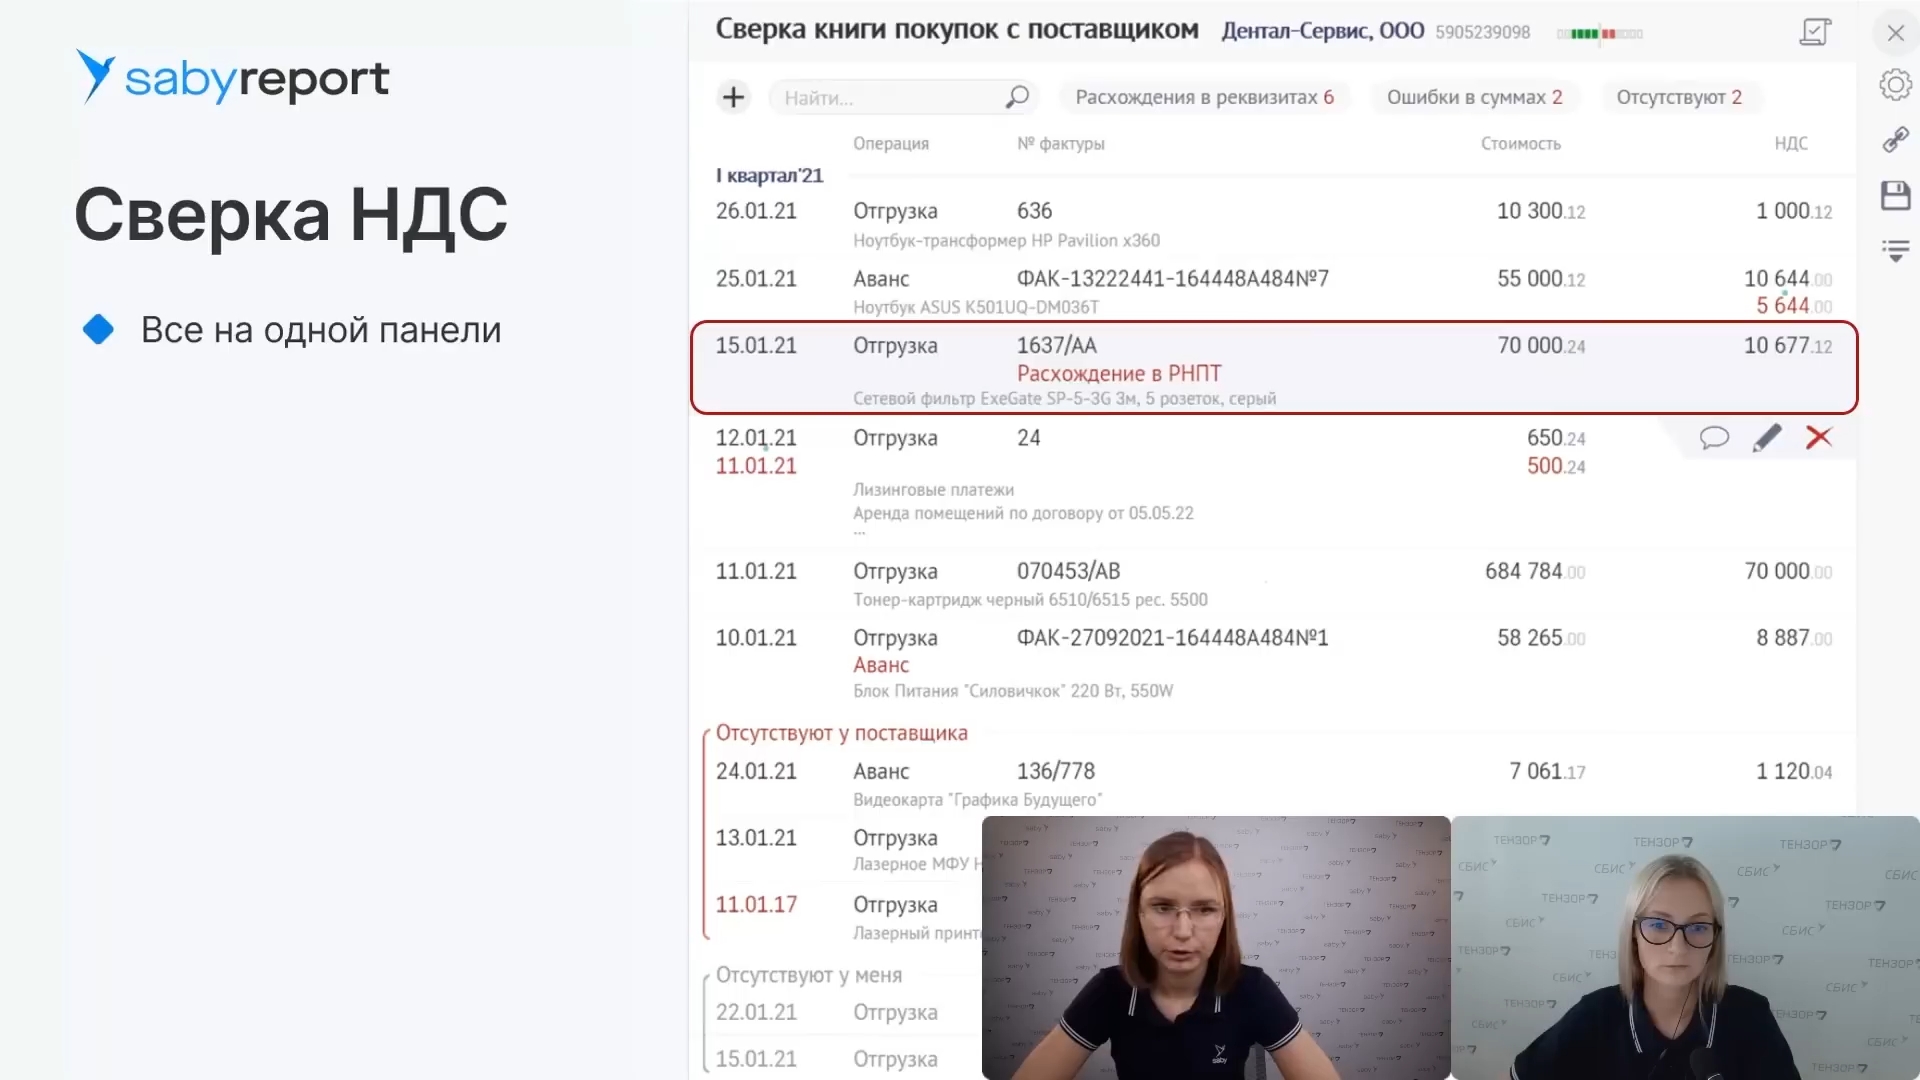 sabyreport
Сверка НДС
Все на одной панели
Сверка книги покупок с поставщиком Дентал-Сервис, ООО 5905239098
Найти... Расхождения в реквизитах 6 Ошибки в суммах 2 Отсутствуют 2
Операция № фактуры Стоимость НДС
I квартал'21
26.01.21 Отгрузка 636 10 300.12 1 000.12
Ноутбук-трансформер HP Pavilion x360
25.01.21 Аванс ФАК-13222441-164448А484№7 55 000.12 10 644.00
Ноутбук ASUS K501UQ-DM036T 5 644.00
15.01.21 Отгрузка 1637/АА 70 000.24 10 677.12
Расхождение в РНПТ
Сетевой фильтр ExeGate SP-5-3G 3м, 5 розеток, серый
12.01.21 Отгрузка 24 650.24
11.01.21 500.24
Лизинговые платежи
Аренда помещений по договору от 05.05.22
...
11.01.21 Отгрузка 070453/АВ 684 784.00 70 000.00
Тонер-картридж черный 6510/6515 рес. 5500
10.01.21 Отгрузка ФАК-27092021-164448А484№1 58 265.00 8 887.00
Аванс
Блок Питания "Силовичкок" 220 Вт, 550W
Отсутствуют у поставщика
24.01.21 Аванс 136/778 7 061.17 1 120.04
Видеокарта "Графика Будущего"
13.01.21 Отгрузка
Лазерное МФУ
11.01.17 Отгрузка
Лазерный принт
Отсутствуют у меня
22.01.21 Отгрузка
15.01.21 Отгрузка
ТЕНЗОР
СБИС
saby